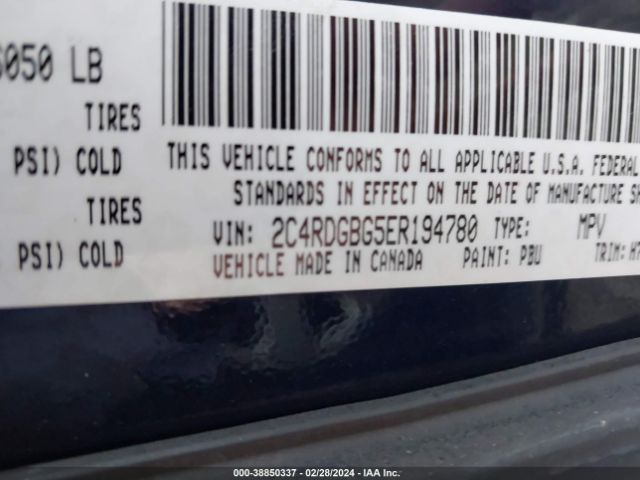 6050 LB
TIRES
PSI) COLD
TIRES
PSI) COLD
THIS VEHICLE CONFORMS TO ALL APPLICABLE U.S.A. FEDERAL
STANDARDS IN EFFECT ON THE DATE OF MANUFACTURE
VIN: 2C4RDGBG5ER194780 TYPE: MPV
VEHICLE MADE IN CANADA PAINT: PBU TRIM:
000-38850337 / 02/28/2024 - IAA Inc.